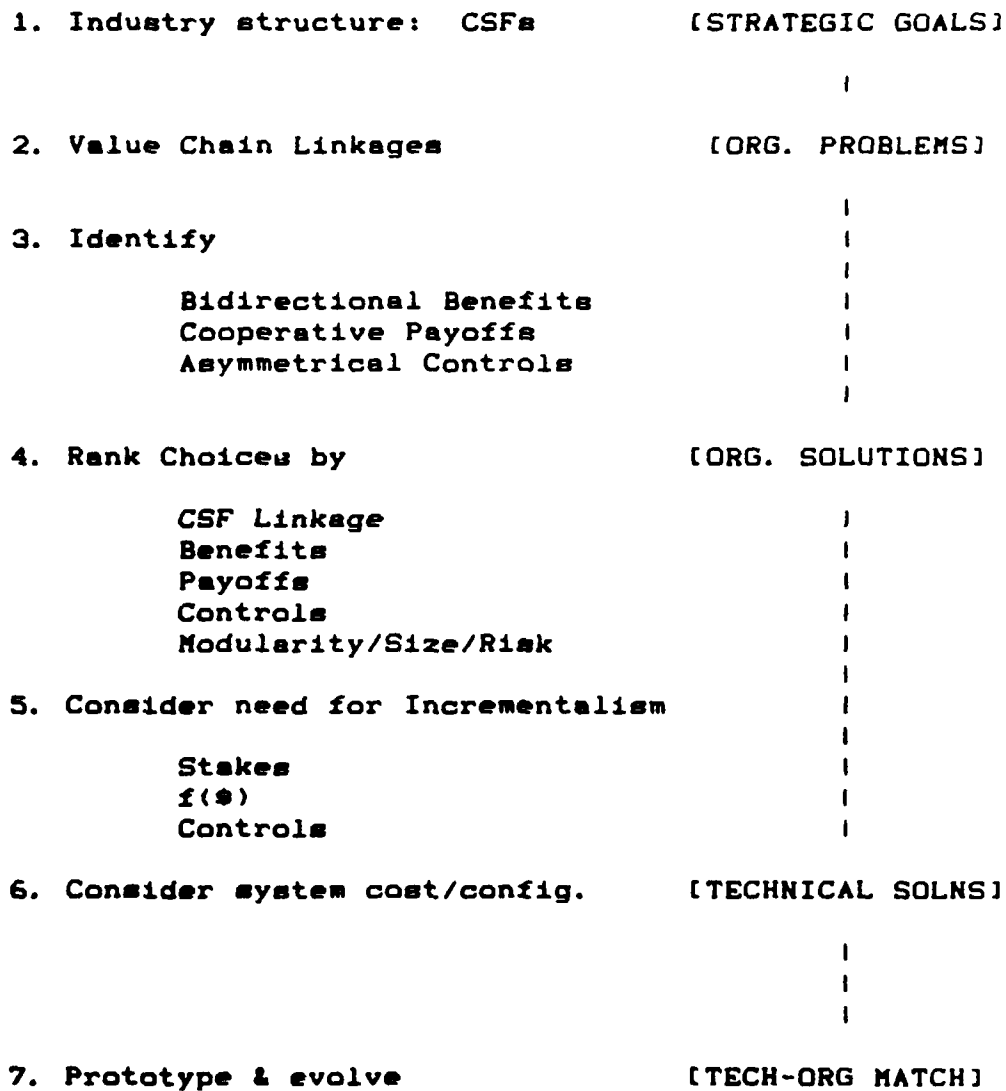 1. Industry structure: CSFs [STRATEGIC GOALS]
2. Value Chain Linkages [ORG. PROBLEMS]
3. Identify
Bidirectional Benefits
Cooperative Payoffs
Asymmetrical Controls
4. Rank Choices by [ORG. SOLUTIONS]
CSF Linkage
Benefits
Payoffs
Controls
Modularity/Size/Risk
5. Consider need for Incrementalism
Stakes
f($)
Controls
6. Consider system cost/config. [TECHNICAL SOLNS]
7. Prototype & evolve [TECH-ORG MATCH]